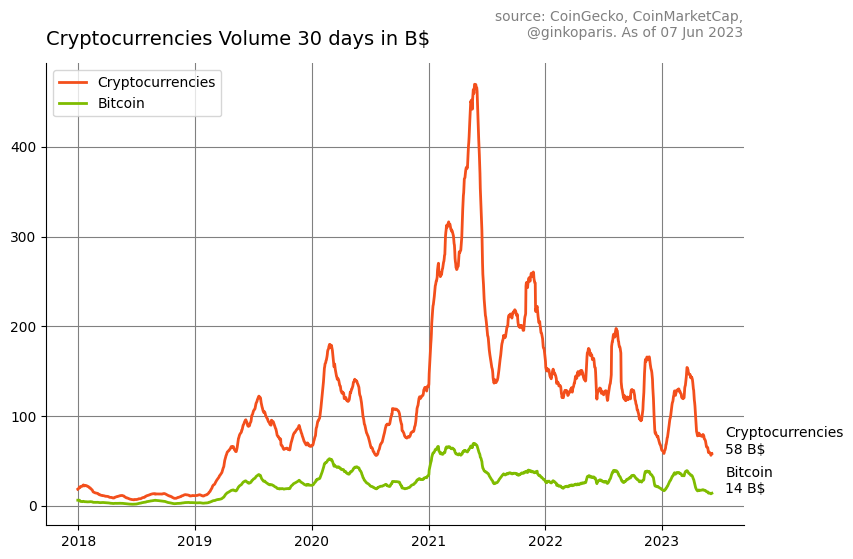 source: CoinGecko, CoinMarketCap,
@ginkoparis. As of 07 Jun 2023
Cryptocurrencies Volume 30 days in B$
Cryptocurrencies
Bitcoin
400
300
200
100
0
Cryptocurrencies
58 B$
Bitcoin
14 B$
2018 2019 2020 2021 2022 2023